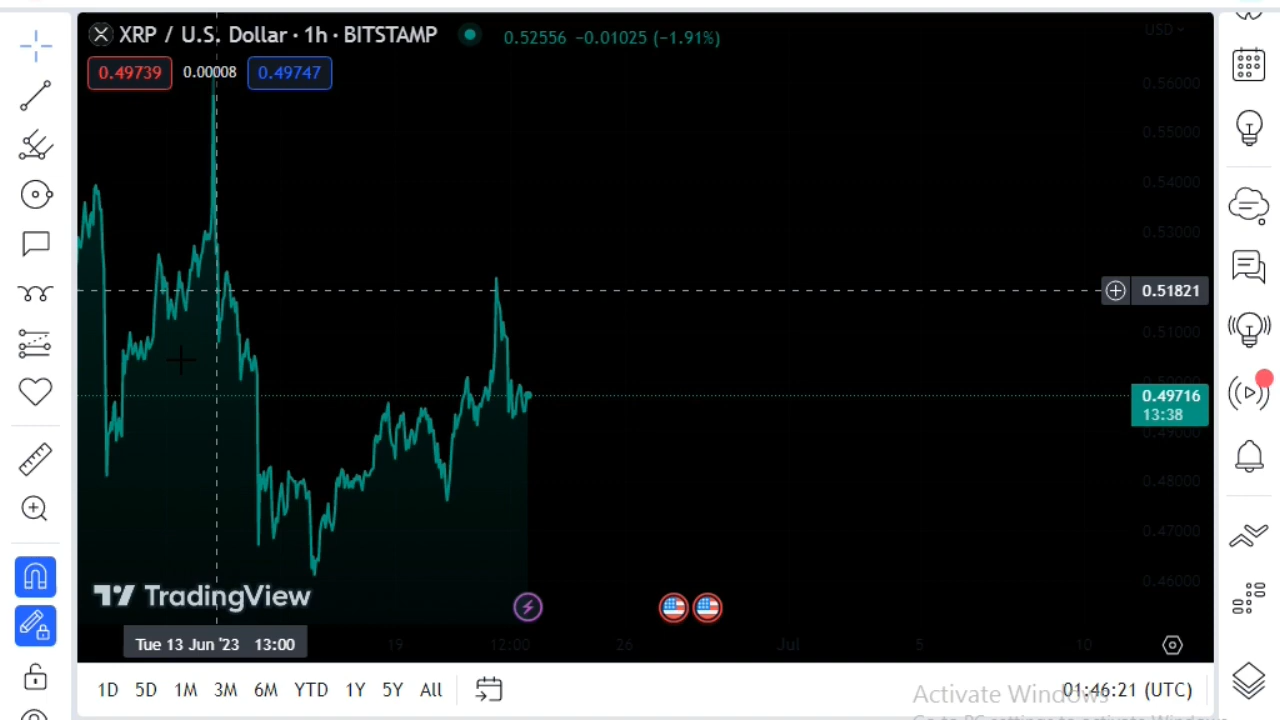 XRP / U.S. Dollar · 1h · BITSTAMP
0.52556 −0.01025 (−1.91%)
USD
0.49739
0.00008
0.49747
0.56000
0.55000
0.54000
0.53000
0.51821
0.51000
0.49716
13:38
0.49000
0.48000
0.47000
0.46000
TradingView
Tue 13 Jun '23 13:00
19
12:00
26
Jul
5
10
1D
5D
1M
3M
6M
YTD
1Y
5Y
All
01:46:21 (UTC)
Activate Windows